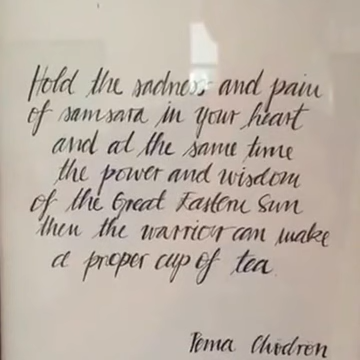 Hold the sadness and pain
of samsara in your heart
and at the same time
the power and wisdom
of the Great Eastern Sun
then the warrior can make
a proper cup of tea.
Pema Chodron